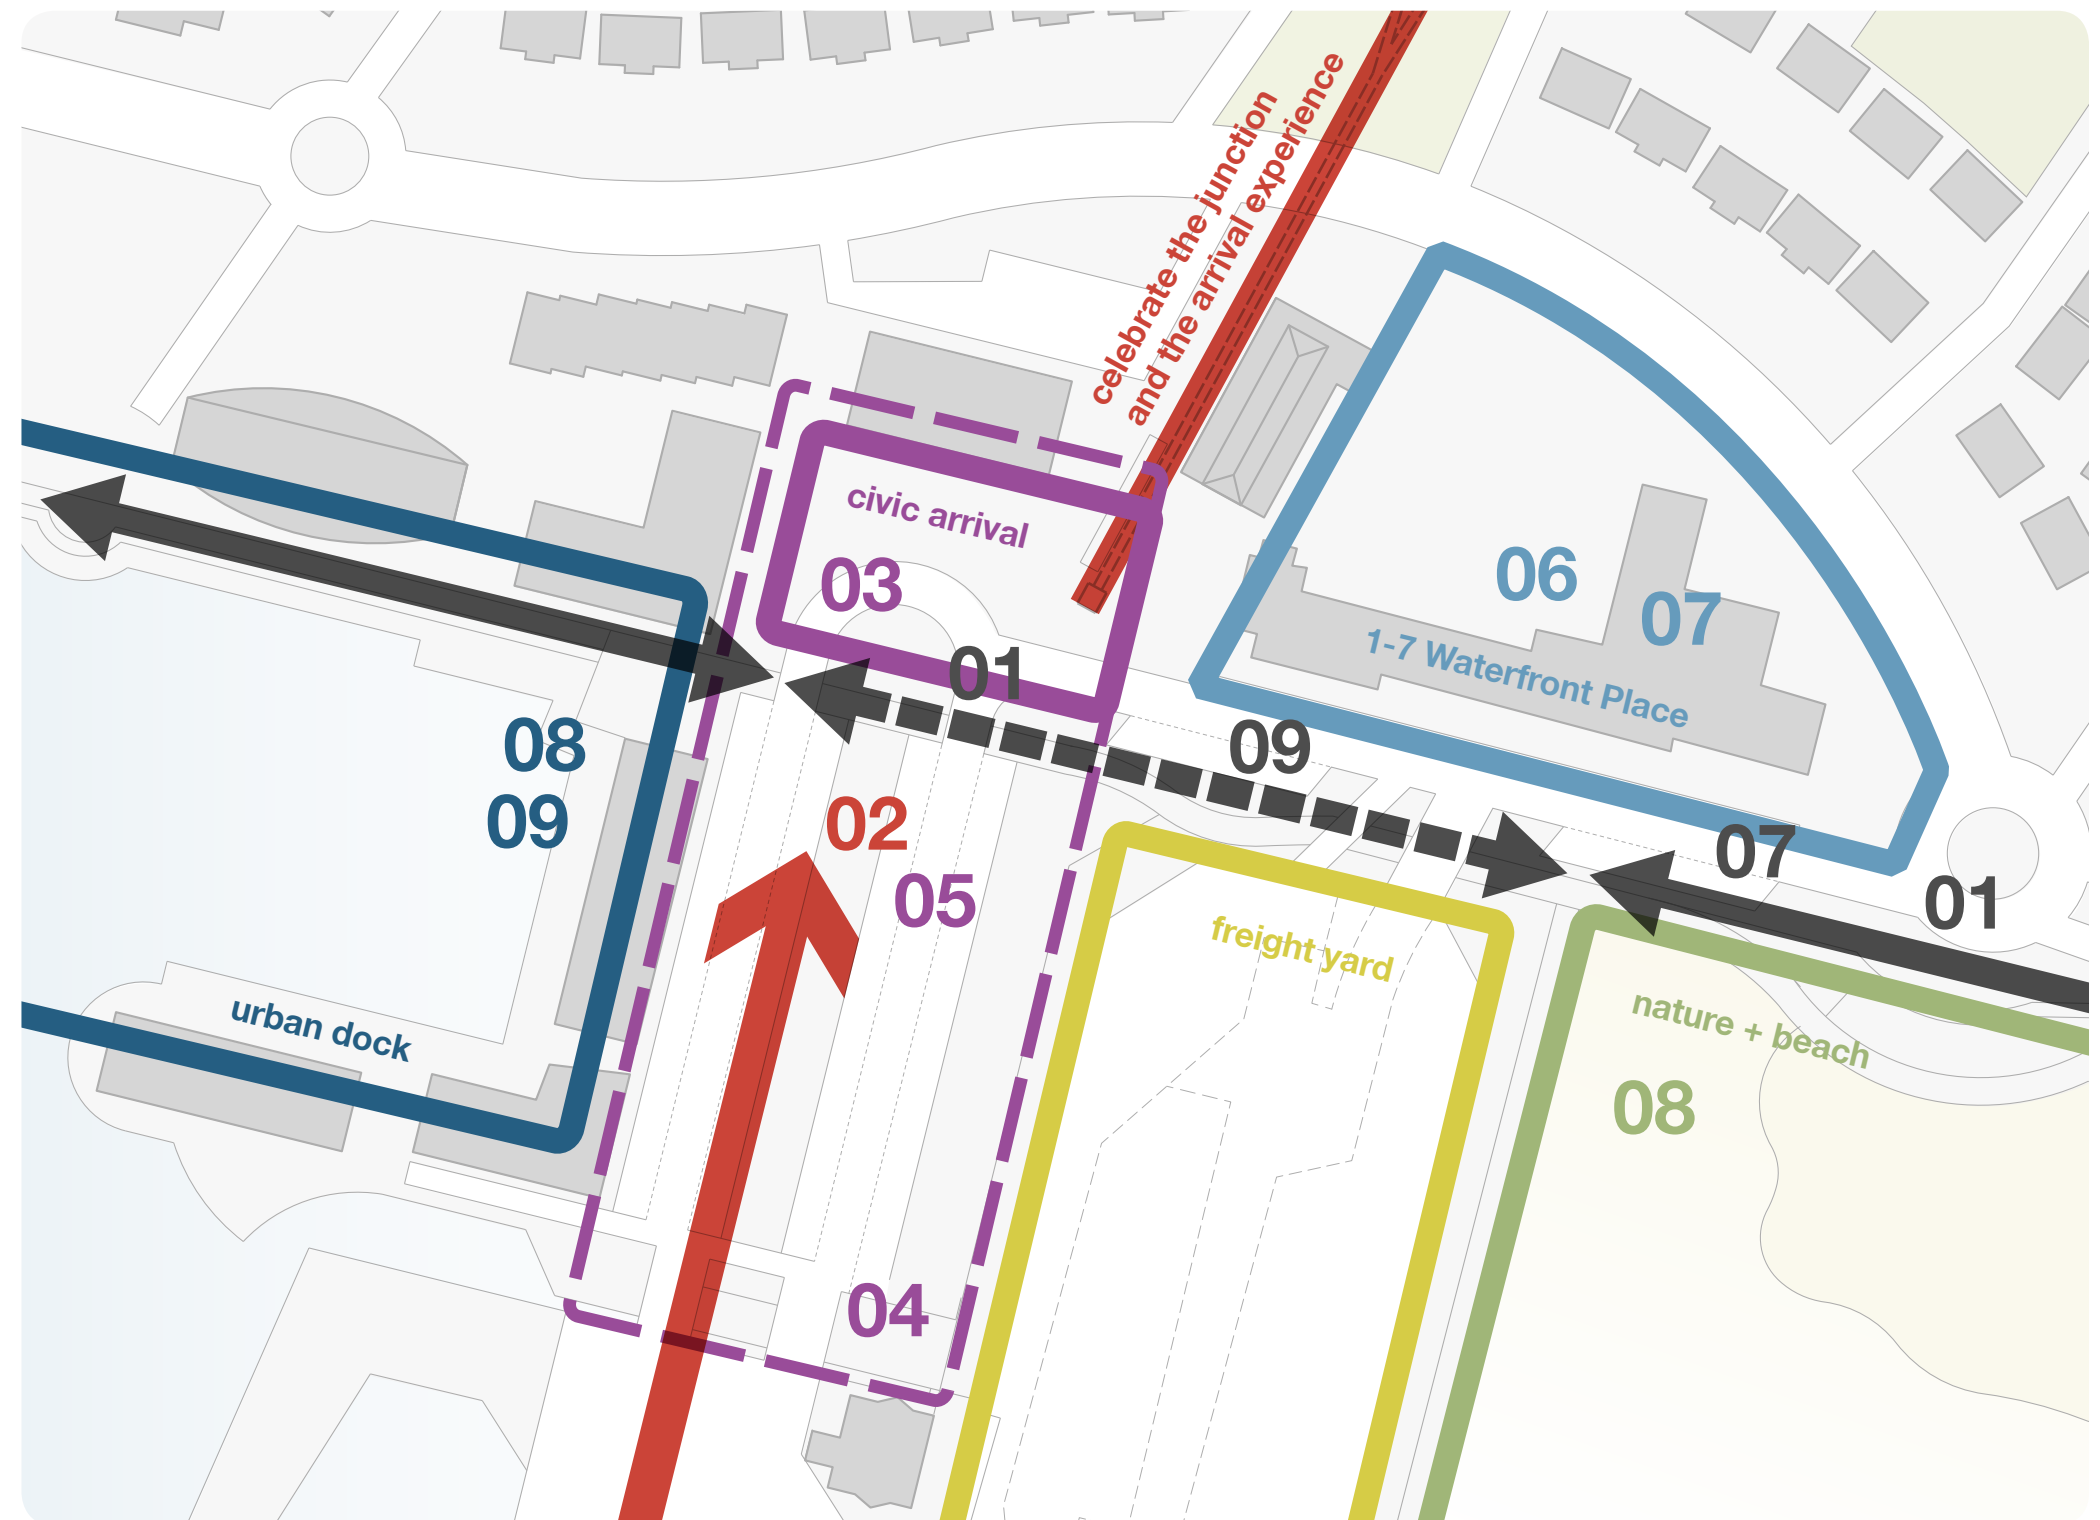 celebrate the junction
and the arrival experience
civic arrival
03
01
06
07
1-7 Waterfront Place
08
09
09
02
05
07
01
freight yard
urban dock
nature + beach
08
04